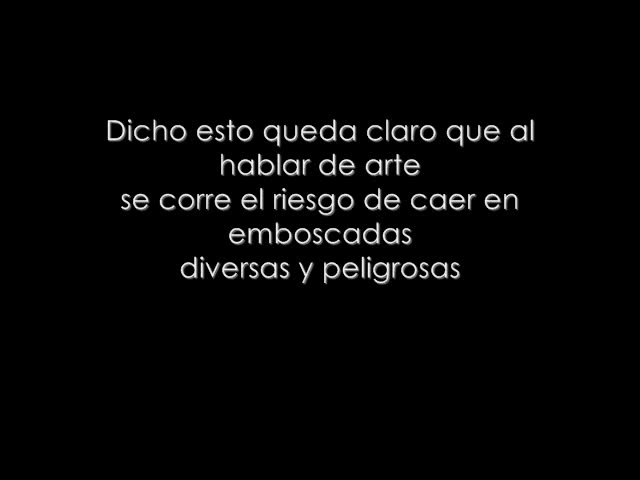 Dicho esto queda claro que al
hablar de arte
se corre el riesgo de caer en
emboscadas
diversas y peligrosas